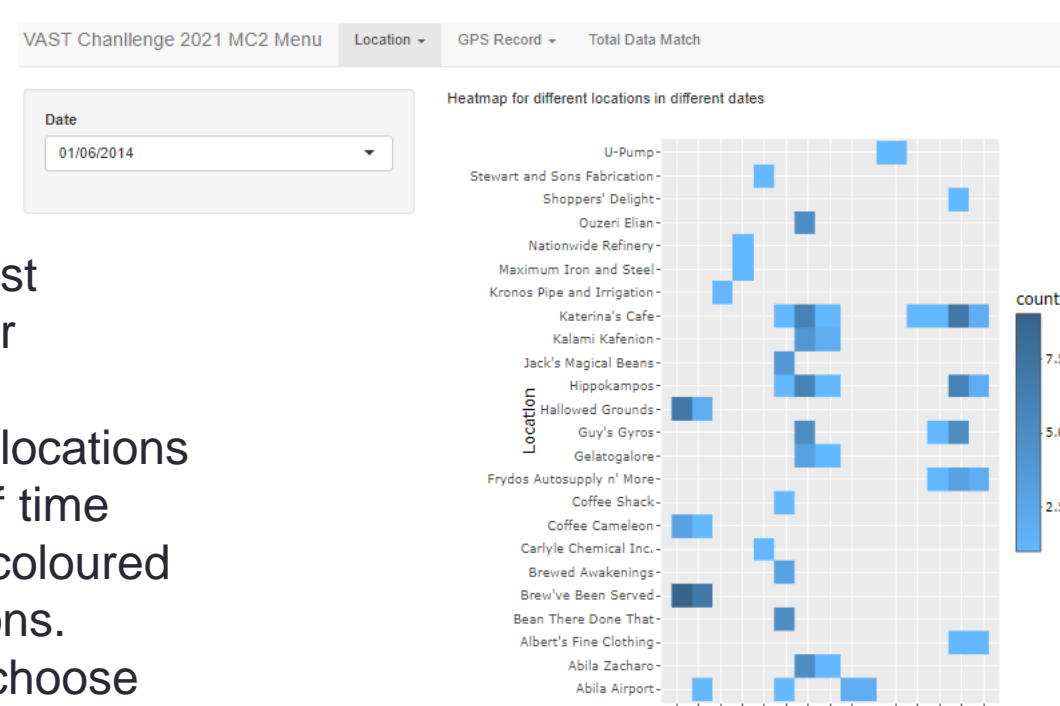 VAST Chanllenge 2021 MC2 Menu Location GPS Record Total Data Match
Date
01/06/2014
st
r
locations
f time
coloured
ons.
choose
Heatmap for different locations in different dates
U-Pump
Stewart and Sons Fabrication
Shoppers' Delight
Ouzeri Elian
Nationwide Refinery
Maximum Iron and Steel
Kronos Pipe and Irrigation
Katerina's Cafe
Kalami Kafenion
Jack's Magical Beans
Hippokampos
Hallowed Grounds
Guy's Gyros
Gelatogalore
Frydos Autosupply n' More
Coffee Shack
Coffee Cameleon
Carlyle Chemical Inc.
Brewed Awakenings
Brew've Been Served
Bean There Done That
Albert's Fine Clothing
Abila Zacharo
Abila Airport
Location
count
7.5
5.0
2.5